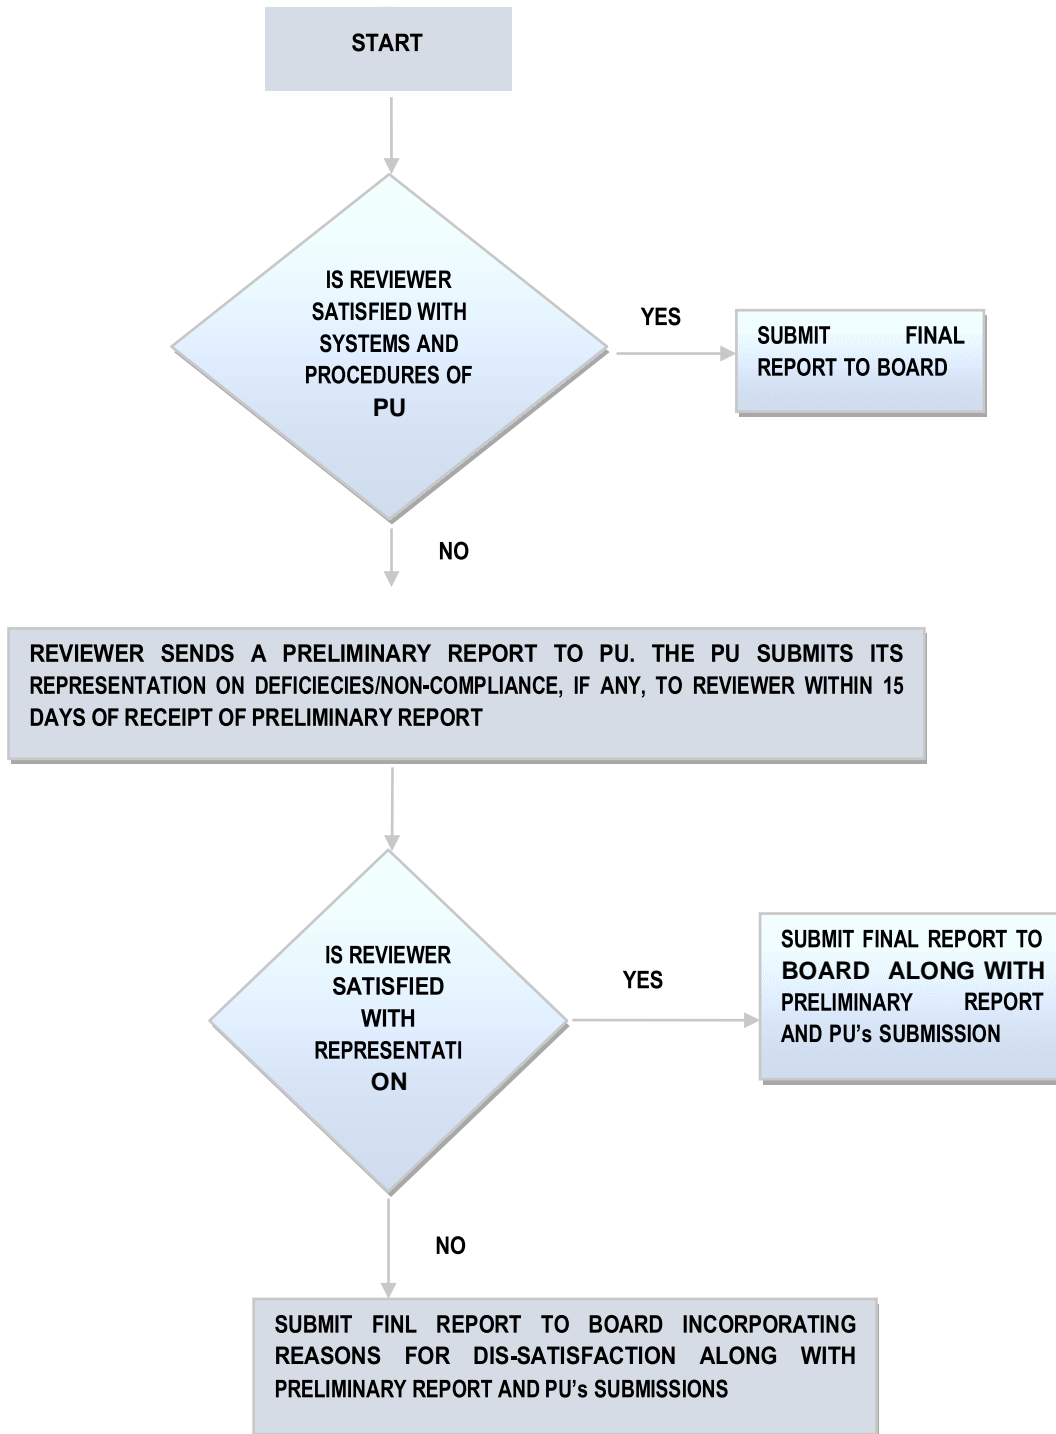 START
IS REVIEWER
SATISFIED WITH
SYSTEMS AND
PROCEDURES OF
PU
YES
SUBMIT FINAL
REPORT TO BOARD
NO
REVIEWER SENDS A PRELIMINARY REPORT TO PU. THE PU SUBMITS ITS
REPRESENTATION ON DEFICIECIES/NON-COMPLIANCE, IF ANY, TO REVIEWER WITHIN 15
DAYS OF RECEIPT OF PRELIMINARY REPORT
IS REVIEWER
SATISFIED
WITH
REPRESENTATI
ON
YES
SUBMIT FINAL REPORT TO
BOARD ALONG WITH
PRELIMINARY REPORT
AND PU's SUBMISSION
NO
SUBMIT FINL REPORT TO BOARD INCORPORATING
REASONS FOR DIS-SATISFACTION ALONG WITH
PRELIMINARY REPORT AND PU's SUBMISSIONS